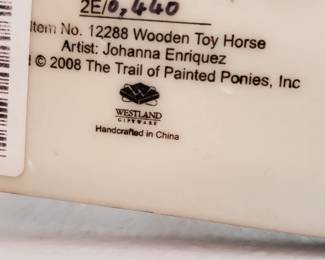 2E/0,440
Item No. 12288 Wooden Toy Horse
Artist: Johanna Enriquez
© 2008 The Trail of Painted Ponies, Inc
WESTLAND
GIFTWARE
Handcrafted in China